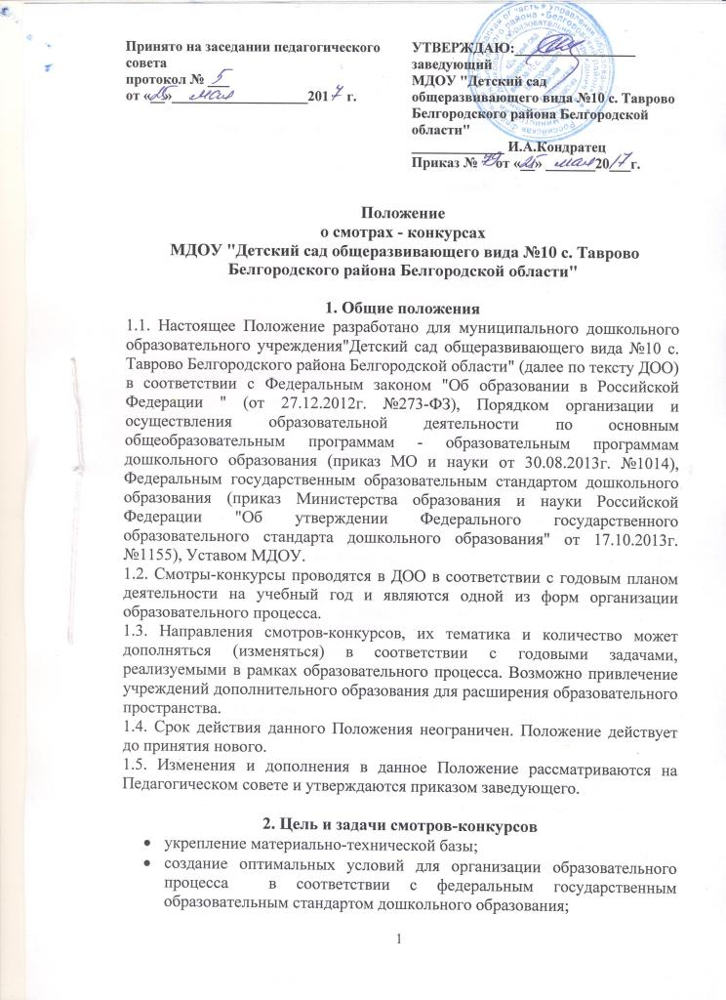 Принято на заседании педагогического
совета
протокол № 5
от «25» мая 2017 г.
УТВЕРЖДАЮ:
заведующий
МДОУ "Детский сад
общеразвивающего вида №10 с. Таврово
Белгородского района Белгородской
области"
И.А.Кондратец
Приказ № 79 от «25» мая 2017г.
Положение
о смотрах - конкурсах
МДОУ "Детский сад общеразвивающего вида №10 с. Таврово
Белгородского района Белгородской области"
1. Общие положения
1.1. Настоящее Положение разработано для муниципального дошкольного
образовательного учреждения"Детский сад общеразвивающего вида №10 с.
Таврово Белгородского района Белгородской области" (далее по тексту ДОО)
в соответствии с Федеральным законом "Об образовании в Российской
Федерации " (от 27.12.2012г. №273-ФЗ), Порядком организации и
осуществления образовательной деятельности по основным
общеобразовательным программам - образовательным программам
дошкольного образования (приказ МО и науки от 30.08.2013г. №1014),
Федеральным государственным образовательным стандартом дошкольного
образования (приказ Министерства образования и науки Российской
Федерации "Об утверждении Федерального государственного
образовательного стандарта дошкольного образования" от 17.10.2013г.
№1155), Уставом МДОУ.
1.2. Смотры-конкурсы проводятся в ДОО в соответствии с годовым планом
деятельности на учебный год и являются одной из форм организации
образовательного процесса.
1.3. Направления смотров-конкурсов, их тематика и количество может
дополняться (изменяться) в соответствии с годовыми задачами,
реализуемыми в рамках образовательного процесса. Возможно привлечение
учреждений дополнительного образования для расширения образовательного
пространства.
1.4. Срок действия данного Положения неограничен. Положение действует
до принятия нового.
1.5. Изменения и дополнения в данное Положение рассматриваются на
Педагогическом совете и утверждаются приказом заведующего.
2. Цель и задачи смотров-конкурсов
• укрепление материально-технической базы;
• создание оптимальных условий для организации образовательного
процесса в соответствии с федеральным государственным
образовательным стандартом дошкольного образования;
1